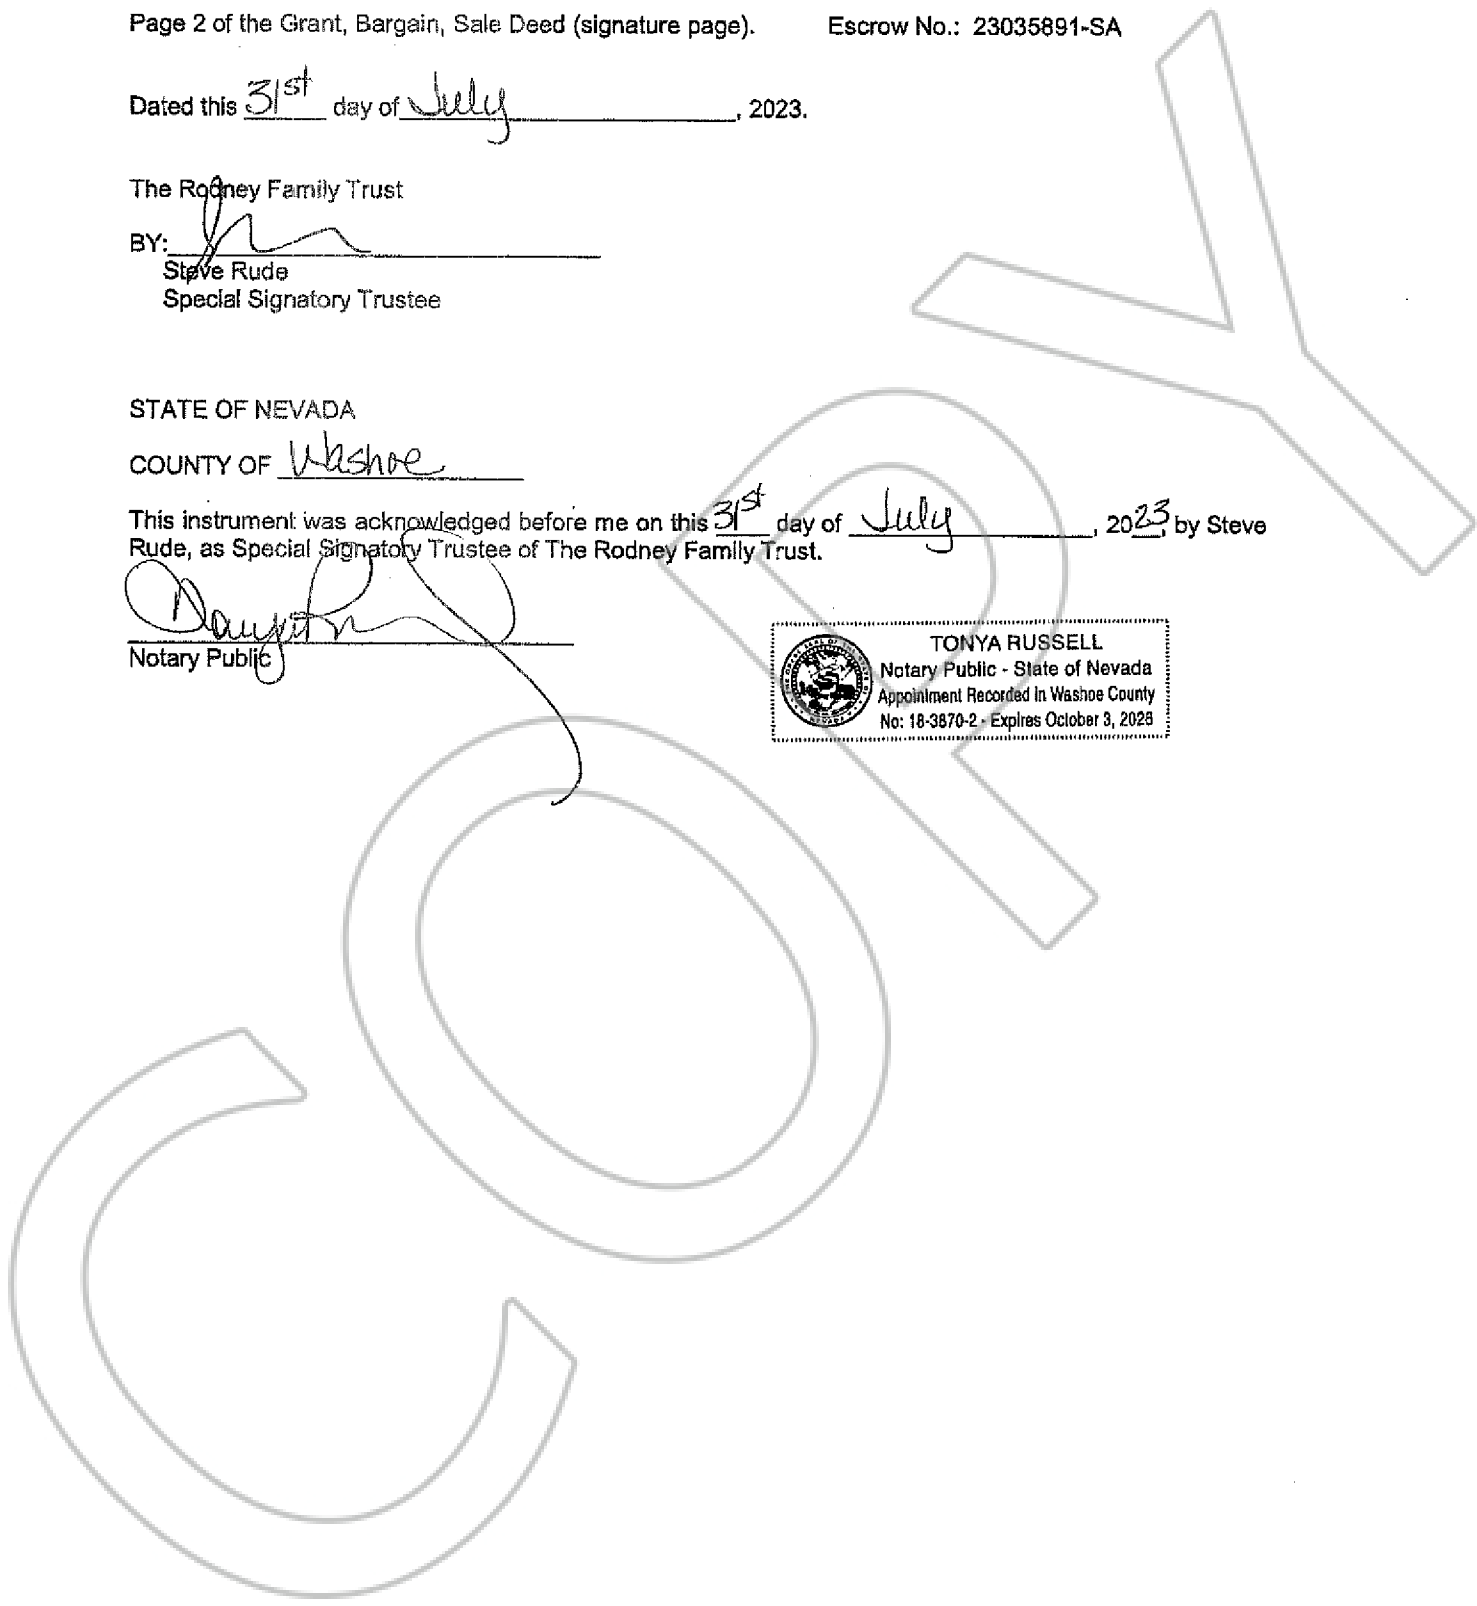 Page 2 of the Grant, Bargain, Sale Deed (signature page). Escrow No.: 23035891-SA
Dated this 31st day of July, 2023.
The Rodney Family Trust
BY:
Steve Rude
Special Signatory Trustee
STATE OF NEVADA
COUNTY OF Washoe
This instrument was acknowledged before me on this 31st day of July, 2023, by Steve
Rude, as Special Signatory Trustee of The Rodney Family Trust.
Notary Public
TONYA RUSSELL
Notary Public - State of Nevada
Appointment Recorded In Washoe County
No: 18-3870-2 - Expires October 3, 2026
COPY